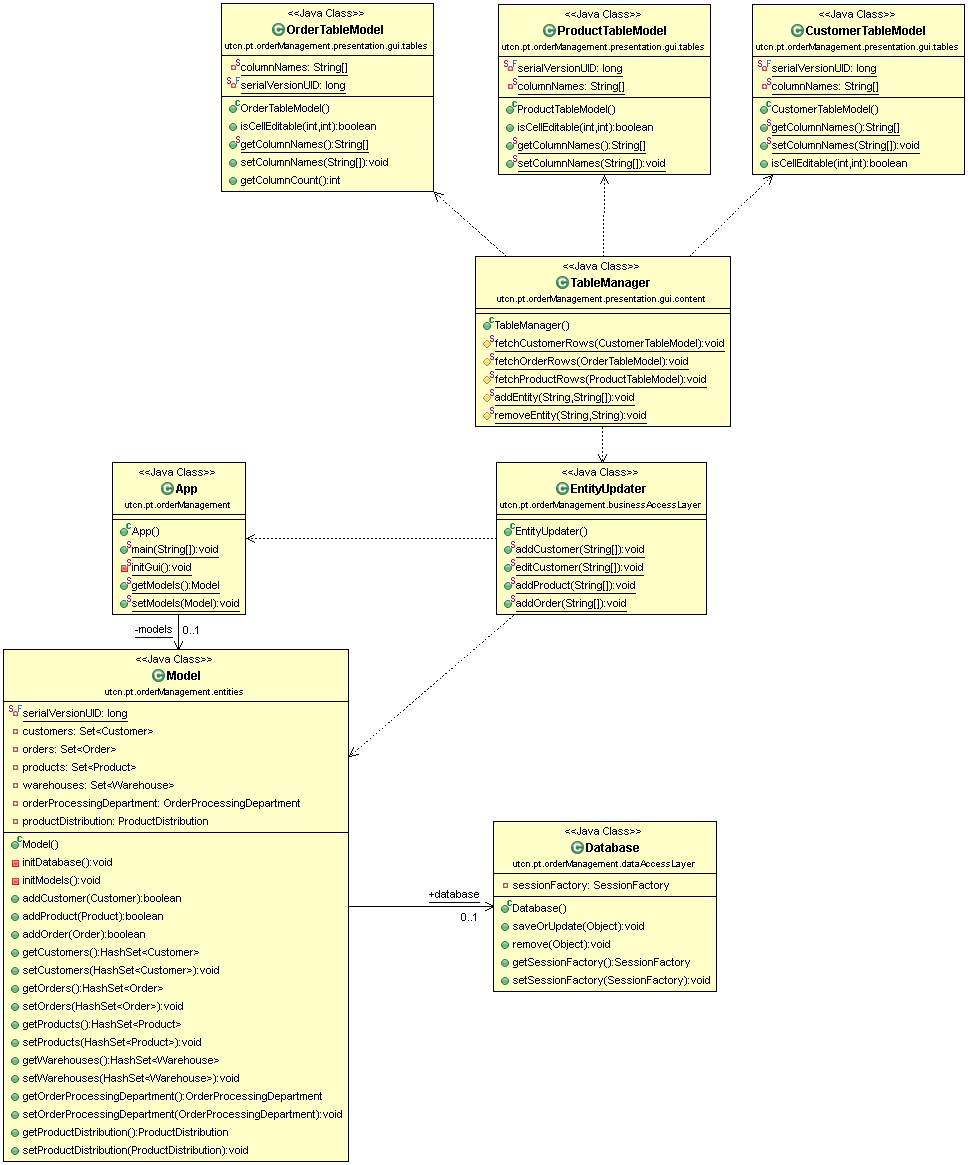 <<Java Class>>
OrderTableModel
utcn.pt.orderManagement.presentation.gui.tables
columnNames: String[]
serialVersionUID: long
OrderTableModel()
isCellEditable(int,int):boolean
getColumnNames():String[]
setColumnNames(String[]):void
getColumnCount():int
<<Java Class>>
ProductTableModel
utcn.pt.orderManagement.presentation.gui.tables
serialVersionUID: long
columnNames: String[]
ProductTableModel()
isCellEditable(int,int):boolean
getColumnNames():String[]
setColumnNames(String[]):void
<<Java Class>>
CustomerTableModel
utcn.pt.orderManagement.presentation.gui.tables
serialVersionUID: long
columnNames: String[]
CustomerTableModel()
getColumnNames():String[]
setColumnNames(String[]):void
isCellEditable(int,int):boolean
<<Java Class>>
TableManager
utcn.pt.orderManagement.presentation.gui.content
TableManager()
fetchCustomerRows(CustomerTableModel):void
fetchOrderRows(OrderTableModel):void
fetchProductRows(ProductTableModel):void
addEntity(String,String[]):void
removeEntity(String,String):void
<<Java Class>>
App
utcn.pt.orderManagement
App()
main(String[]):void
initGui():void
getModels():Model
setModels(Model):void
<<Java Class>>
EntityUpdater
utcn.pt.orderManagement.businessAccessLayer
EntityUpdater()
addCustomer(String[]):void
editCustomer(String[]):void
addProduct(String[]):void
addOrder(String[]):void
-models 0..1
<<Java Class>>
Model
utcn.pt.orderManagement.entities
serialVersionUID: long
customers: Set<Customer>
orders: Set<Order>
products: Set<Product>
warehouses: Set<Warehouse>
orderProcessingDepartment: OrderProcessingDepartment
productDistribution: ProductDistribution
Model()
initDatabase():void
initModels():void
addCustomer(Customer):boolean
addProduct(Product):boolean
addOrder(Order):boolean
getCustomers():HashSet<Customer>
setCustomers(HashSet<Customer>):void
getOrders():HashSet<Order>
setOrders(HashSet<Order>):void
getProducts():HashSet<Product>
setProducts(HashSet<Product>):void
getWarehouses():HashSet<Warehouse>
setWarehouses(HashSet<Warehouse>):void
getOrderProcessingDepartment():OrderProcessingDepartment
setOrderProcessingDepartment(OrderProcessingDepartment):void
getProductDistribution():ProductDistribution
setProductDistribution(ProductDistribution):void
+database
0..1
<<Java Class>>
Database
utcn.pt.orderManagement.dataAccessLayer
sessionFactory: SessionFactory
Database()
saveOrUpdate(Object):void
remove(Object):void
getSessionFactory():SessionFactory
setSessionFactory(SessionFactory):void